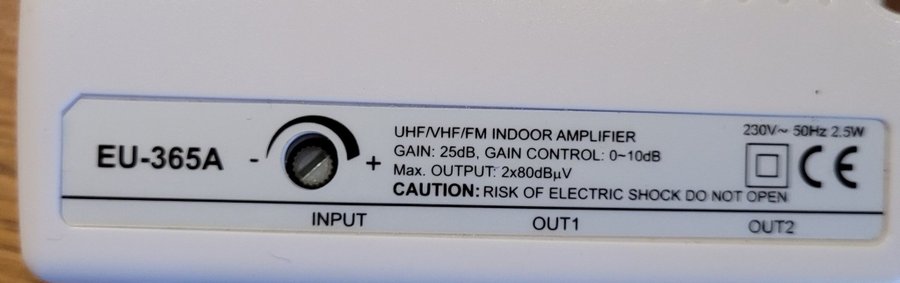 EU-365A
- +
UHF/VHF/FM INDOOR AMPLIFIER
GAIN: 25dB, GAIN CONTROL: 0~10dB
Max. OUTPUT: 2x80dBµV
CAUTION: RISK OF ELECTRIC SHOCK DO NOT OPEN
230V~ 50Hz 2.5W
CE
INPUT OUT1 OUT2